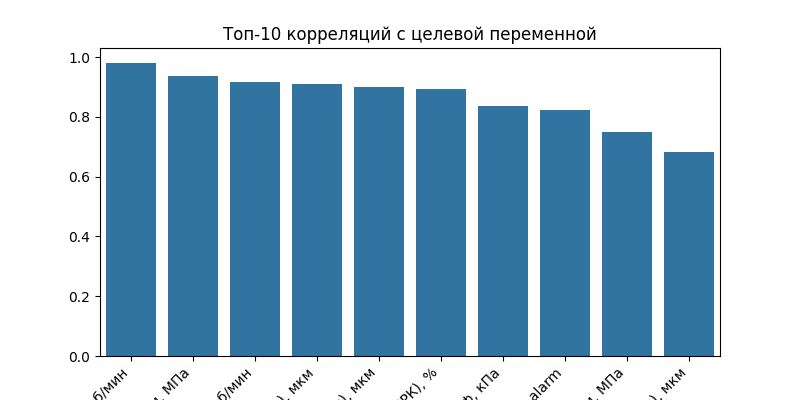 Топ-10 корреляций с целевой переменной
1.0
0.8
0.6
0.4
0.2
0.0
б/мин
, МПа
б/мин
), мкм
), мкм
РК), %
, кПа
alarm
, МПа
), мкм